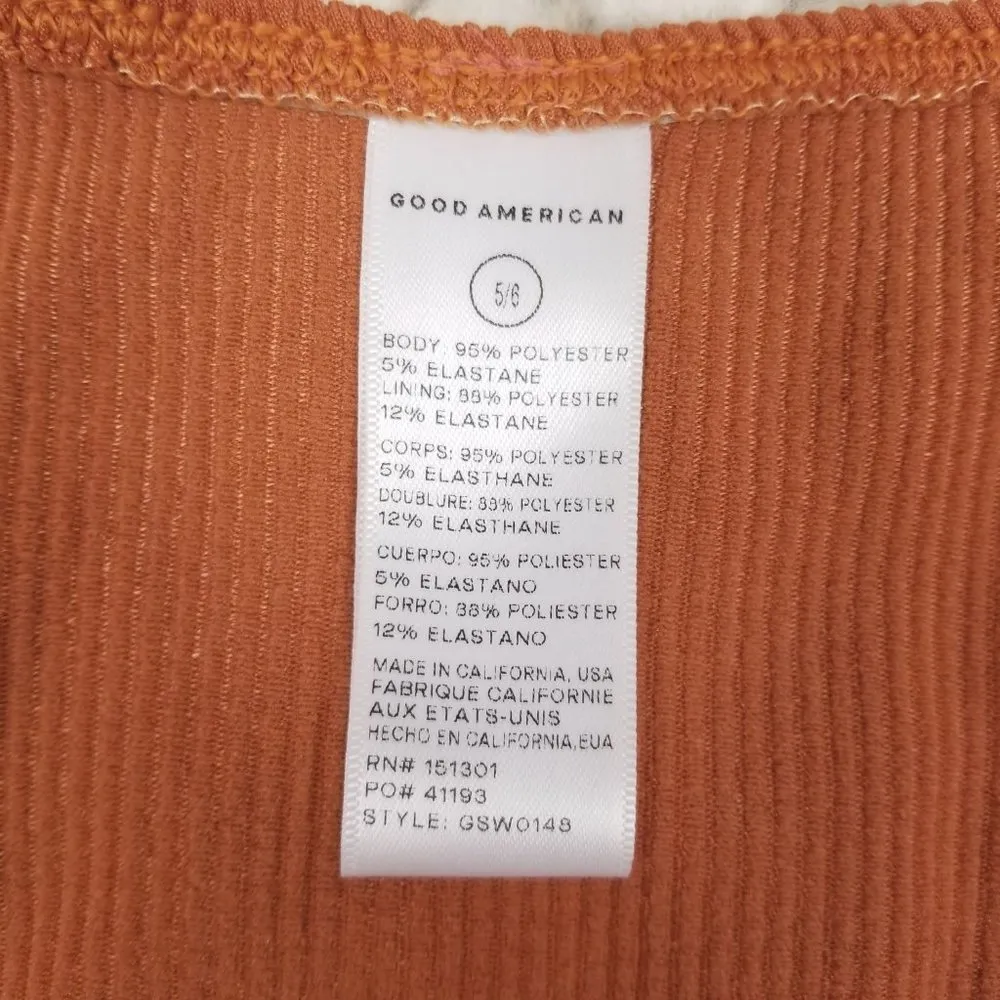 GOOD AMERICAN
5/6
BODY: 95% POLYESTER
5% ELASTANE
LINING: 88% POLYESTER
12% ELASTANE
CORPS: 95% POLYESTER
5% ELASTHANE
DOUBLURE: 88% POLYESTER
12% ELASTHANE
CUERPO: 95% POLIESTER
5% ELASTANO
FORRO: 88% POLIESTER
12% ELASTANO
MADE IN CALIFORNIA, USA
FABRIQUE CALIFORNIE
AUX ETATS-UNIS
HECHO EN CALIFORNIA,EUA
RN# 151301
PO# 41193
STYLE: GSW0148